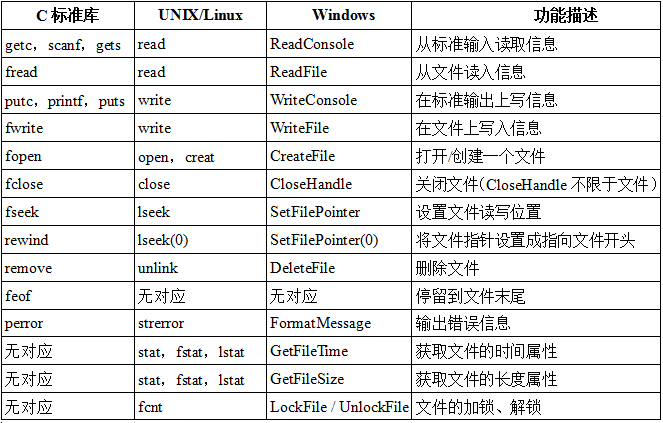 C 标准库 UNIX/Linux Windows 功能描述
getc，scanf，gets read ReadConsole 从标准输入读取信息
fread read ReadFile 从文件读入信息
putc，printf，puts write WriteConsole 在标准输出上写信息
fwrite write WriteFile 在文件上写入信息
fopen open，creat CreateFile 打开/创建一个文件
fclose close CloseHandle 关闭文件（CloseHandle 不限于文件）
fseek lseek SetFilePointer 设置文件读写位置
rewind lseek(0) SetFilePointer(0) 将文件指针设置成指向文件开头
remove unlink DeleteFile 删除文件
feof 无对应 无对应 停留到文件末尾
perror strerror FormatMessage 输出错误信息
无对应 stat，fstat，lstat GetFileTime 获取文件的时间属性
无对应 stat，fstat，lstat GetFileSize 获取文件的长度属性
无对应 fcnt LockFile / UnlockFile 文件的加锁、解锁